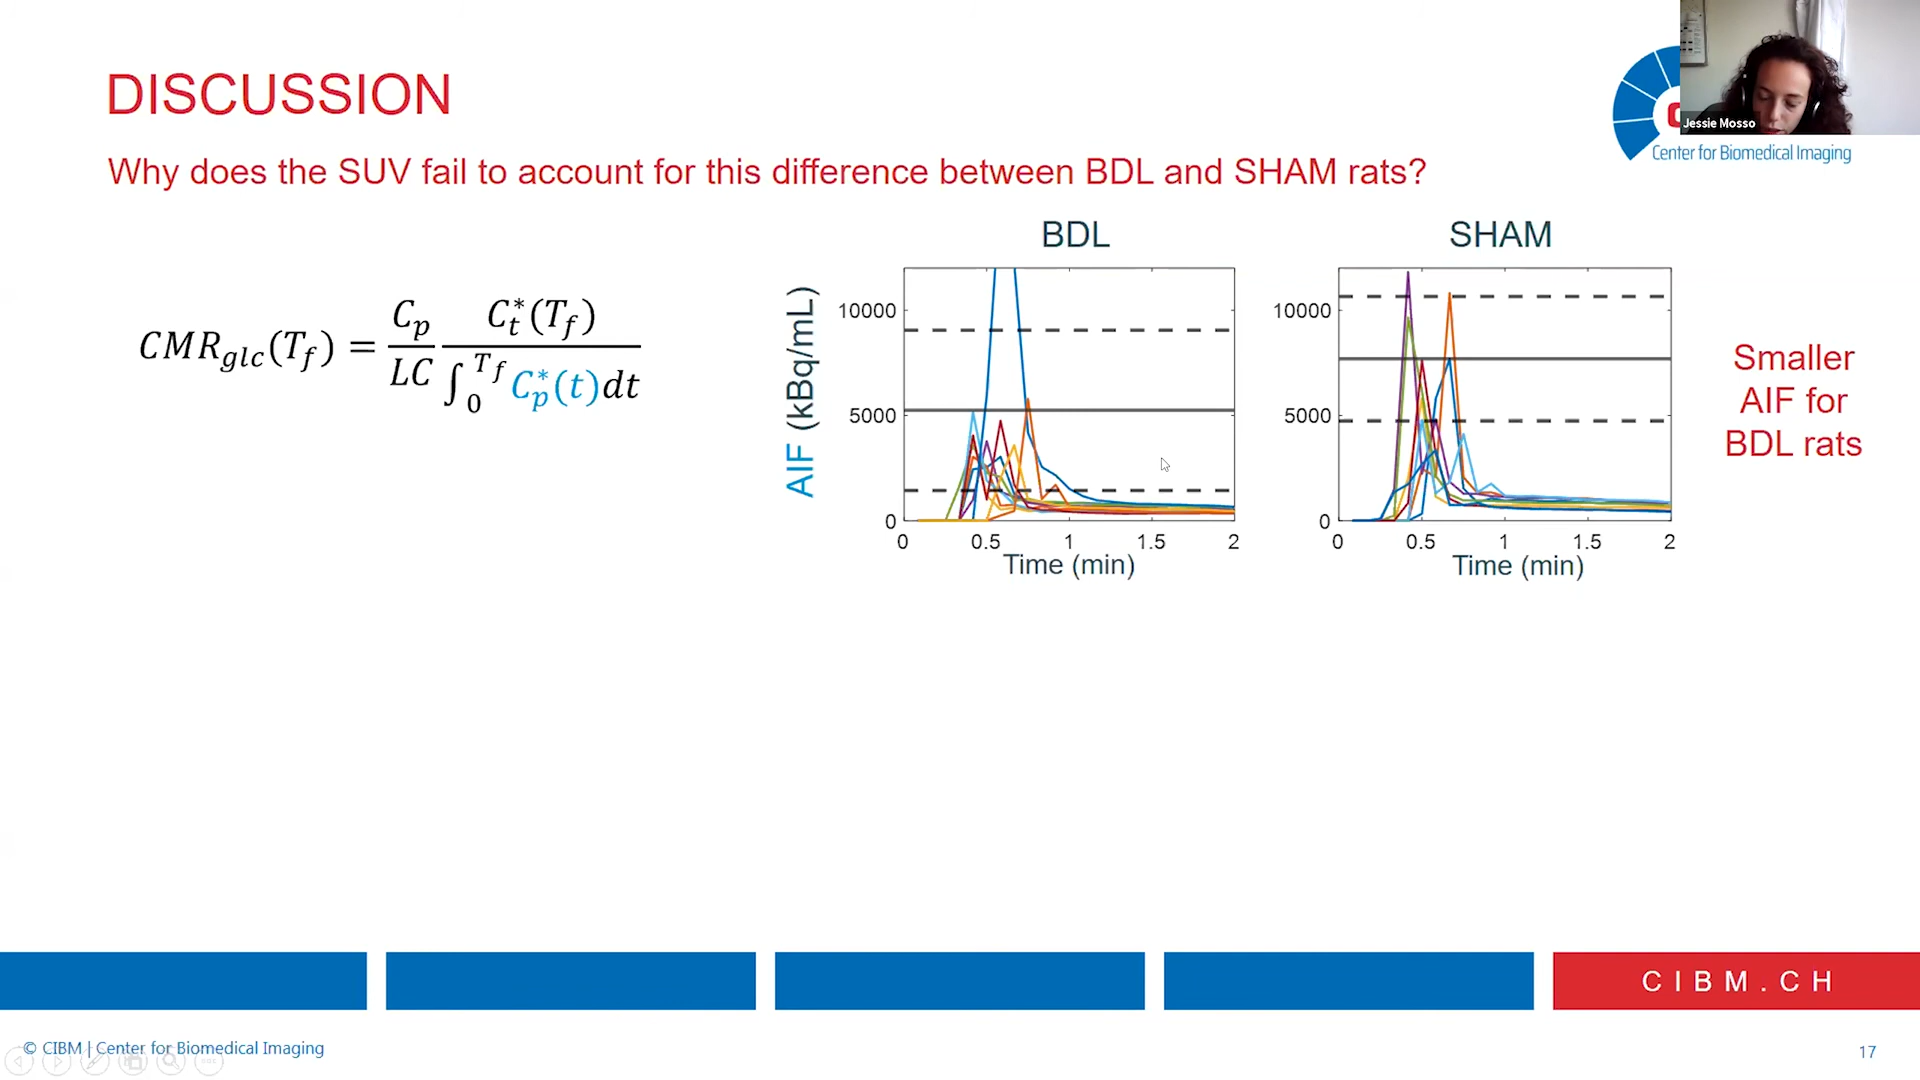 DISCUSSION
Why does the SUV fail to account for this difference between BDL and SHAM rats?
Jessie Mosso
Center for Biomedical Imaging
CMR_glc(T_f) = C_p/LC C_t^*(T_f)/∫_0^{T_f} C_p^*(t)dt
BDL
AIF (kBq/mL)
10000
5000
0
0 0.5 1 1.5 2
Time (min)
SHAM
10000
5000
0
0 0.5 1 1.5 2
Time (min)
Smaller
AIF for
BDL rats
CIBM.CH
© CIBM | Center for Biomedical Imaging
17